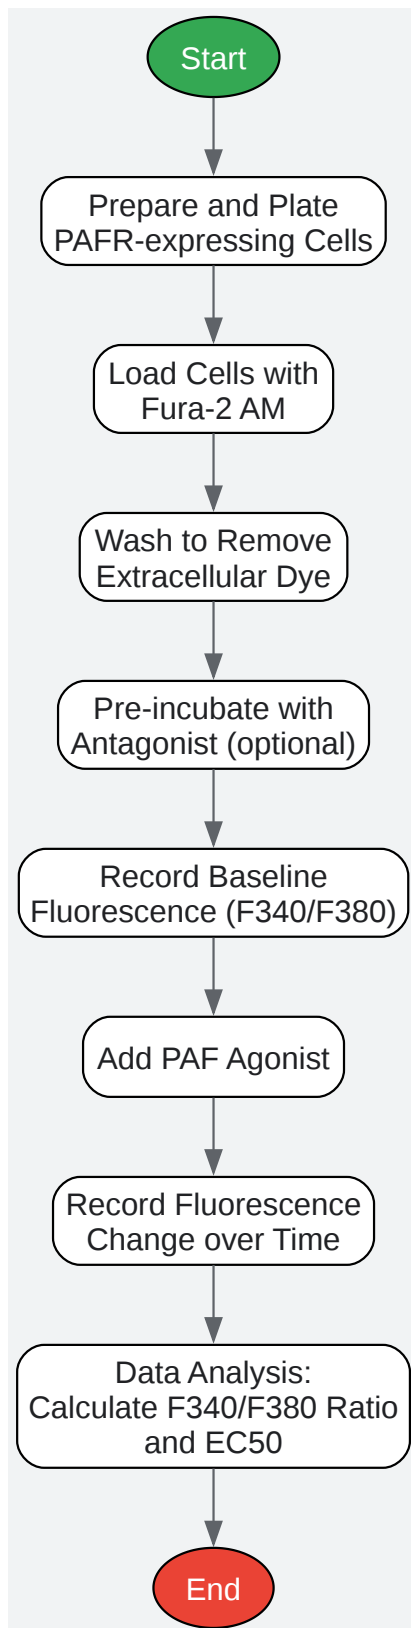 Start
Prepare and Plate
PAFR-expressing Cells
Load Cells with
Fura-2 AM
Wash to Remove
Extracellular Dye
Pre-incubate with
Antagonist (optional)
Record Baseline
Fluorescence (F340/F380)
Add PAF Agonist
Record Fluorescence
Change over Time
Data Analysis:
Calculate F340/F380 Ratio
and EC50
End